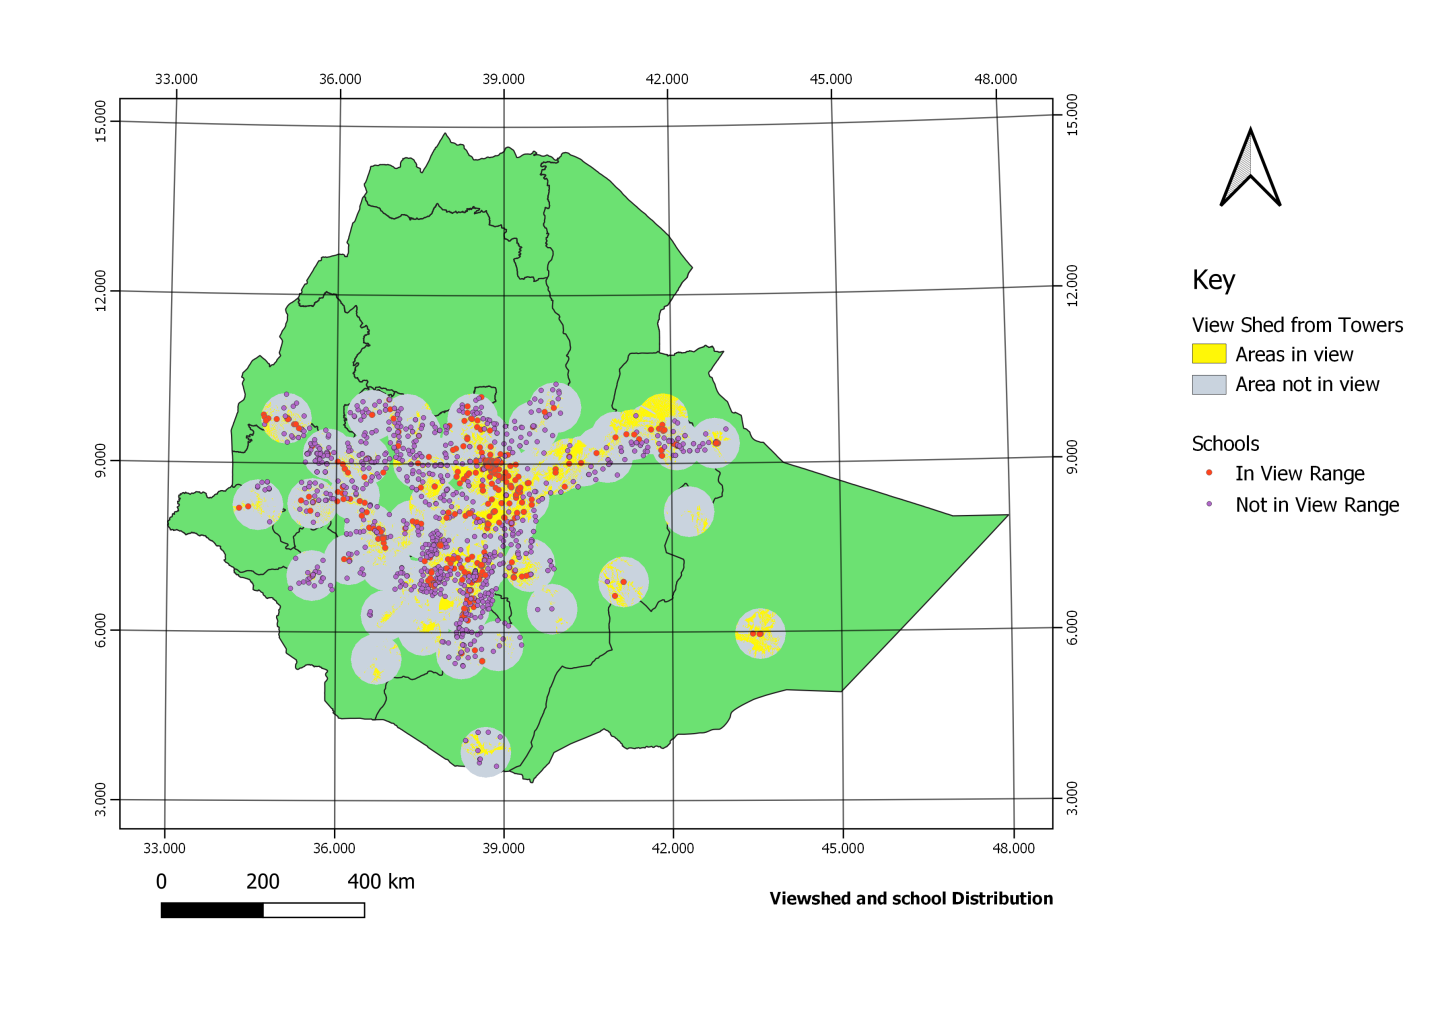 33.000 36.000 39.000 42.000 45.000 48.000
15.000 15.000
12.000 12.000
9.000 9.000
6.000 6.000
3.000 3.000
33.000 36.000 39.000 42.000 45.000 48.000
0 200 400 km
Viewshed and school Distribution
Key
View Shed from Towers
Areas in view
Area not in view
Schools
In View Range
Not in View Range